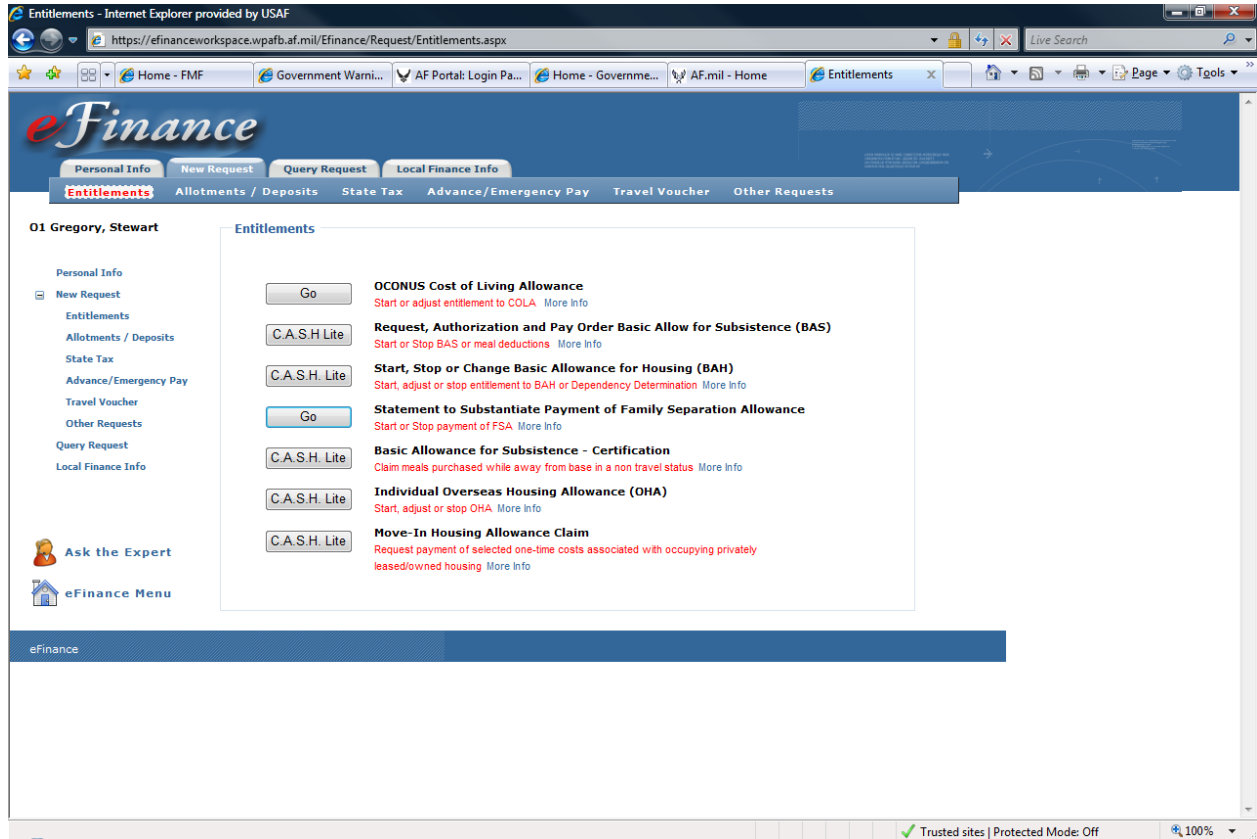 Entitlements - Internet Explorer provided by USAF
https://efinanceworkspace.wpafb.af.mil/Efinance/Request/Entitlements.aspx
Live Search
Home - FMF
Government Warni...
AF Portal: Login Pa...
Home - Governme...
AF.mil - Home
Entitlements
X
Page
Tools
eFinance
Personal Info
New Request
Query Request
Local Finance Info
Entitlements
Allotments / Deposits
State Tax
Advance/Emergency Pay
Travel Voucher
Other Requests
01 Gregory, Stewart
Personal Info
New Request
Entitlements
Allotments / Deposits
State Tax
Advance/Emergency Pay
Travel Voucher
Other Requests
Query Request
Local Finance Info
Ask the Expert
eFinance Menu
Entitlements
Go
OCONUS Cost of Living Allowance
Start or adjust entitlement to COLA More Info
C.A.S.H Lite
Request, Authorization and Pay Order Basic Allow for Subsistence (BAS)
Start or Stop BAS or meal deductions More Info
C.A.S.H. Lite
Start, Stop or Change Basic Allowance for Housing (BAH)
Start, adjust or stop entitlement to BAH or Dependency Determination More Info
Go
Statement to Substantiate Payment of Family Separation Allowance
Start or Stop payment of FSA More Info
C.A.S.H. Lite
Basic Allowance for Subsistence - Certification
Claim meals purchased while away from base in a non travel status More Info
C.A.S.H. Lite
Individual Overseas Housing Allowance (OHA)
Start, adjust or stop OHA More Info
C.A.S.H. Lite
Move-In Housing Allowance Claim
Request payment of selected one-time costs associated with occupying privately
leased/owned housing More Info
eFinance
Trusted sites | Protected Mode: Off
100%